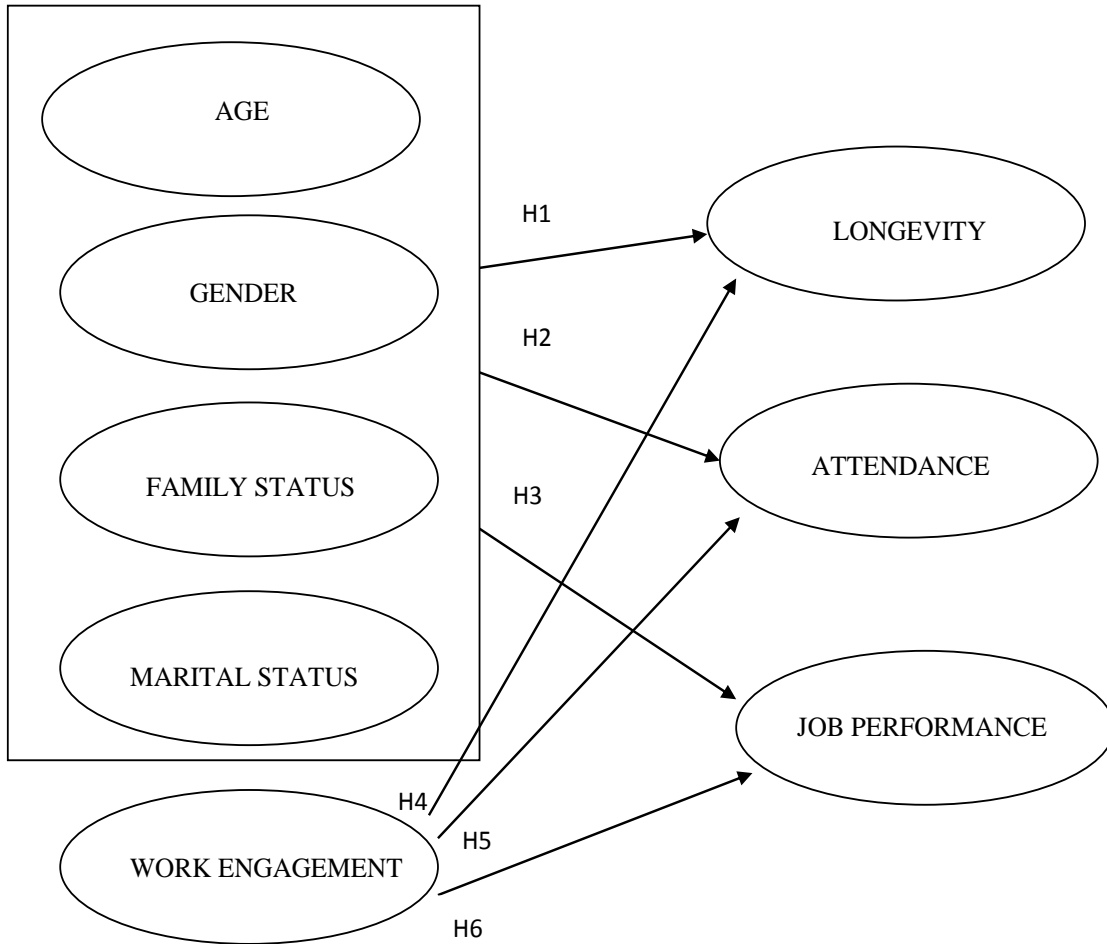 AGE
GENDER
FAMILY STATUS
MARITAL STATUS
WORK ENGAGEMENT
H1
H2
H3
H4
H5
H6
LONGEVITY
ATTENDANCE
JOB PERFORMANCE